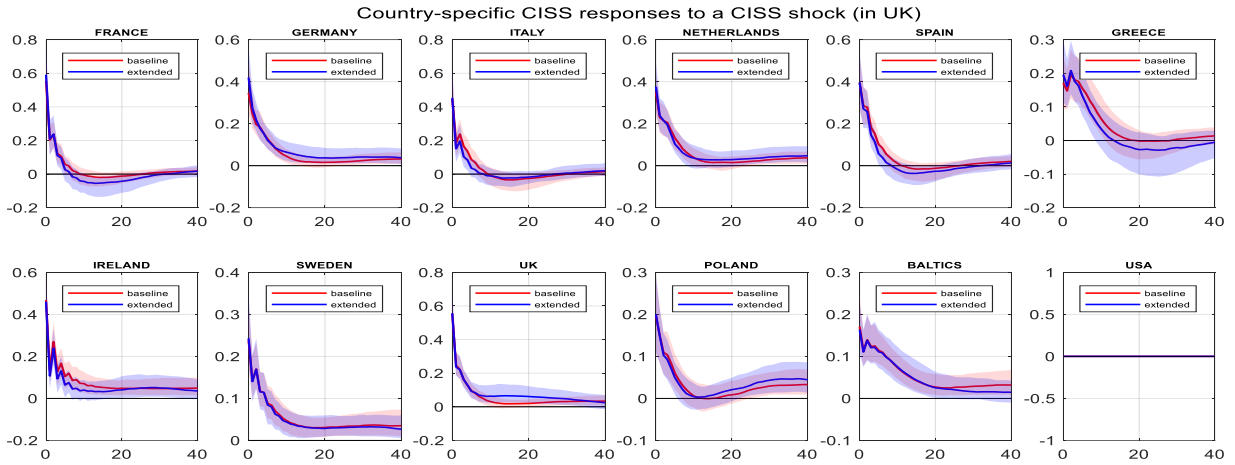 Country-specific CISS responses to a CISS shock (in UK)
FRANCE
baseline
extended
0.8
0.6
0.4
0.2
0
-0.2
0 20 40
GERMANY
baseline
extended
0.6
0.4
0.2
0
-0.2
0 20 40
ITALY
baseline
extended
0.8
0.6
0.4
0.2
0
-0.2
0 20 40
NETHERLANDS
baseline
extended
0.6
0.4
0.2
0
-0.2
0 20 40
SPAIN
baseline
extended
0.6
0.4
0.2
0
-0.2
0 20 40
GREECE
baseline
extended
0.3
0.2
0.1
0
-0.1
-0.2
0 20 40
IRELAND
baseline
extended
0.6
0.4
0.2
0
-0.2
0 20 40
SWEDEN
baseline
extended
0.4
0.3
0.2
0.1
0
0 20 40
UK
baseline
extended
0.8
0.6
0.4
0.2
0
-0.2
0 20 40
POLAND
baseline
extended
0.3
0.2
0.1
0
-0.1
0 20 40
BALTICS
baseline
extended
0.3
0.2
0.1
0
-0.1
0 20 40
USA
baseline
extended
1
0.5
0
-0.5
-1
0 20 40